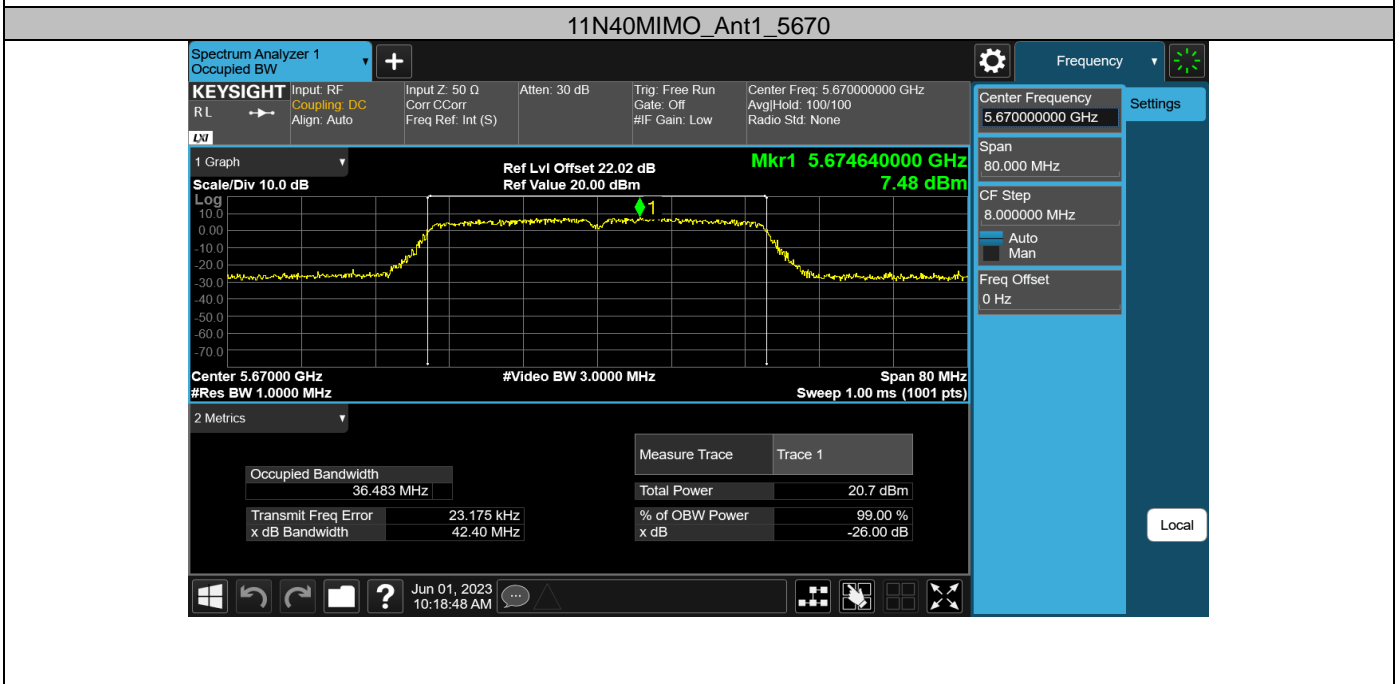 11N40MIMO_Ant1_5670
Spectrum Analyzer 1
Occupied BW
Frequency
KEYSIGHT
R L
LXI
Input: RF
Coupling: DC
Align: Auto
Input Z: 50 Ω
Corr CCorr
Freq Ref: Int (S)
Atten: 30 dB
Trig: Free Run
Gate: Off
#IF Gain: Low
Center Freq: 5.670000000 GHz
Avg|Hold: 100/100
Radio Std: None
Center Frequency
5.670000000 GHz
Settings
Span
80.000 MHz
CF Step
8.000000 MHz
Auto
Man
Freq Offset
0 Hz
Local
1 Graph
Scale/Div 10.0 dB
Log
Ref Lvl Offset 22.02 dB
Ref Value 20.00 dBm
Mkr1 5.674640000 GHz
7.48 dBm
1
10.0
0.00
-10.0
-20.0
-30.0
-40.0
-50.0
-60.0
-70.0
Center 5.67000 GHz
#Res BW 1.0000 MHz
#Video BW 3.0000 MHz
Span 80 MHz
Sweep 1.00 ms (1001 pts)
2 Metrics
Measure Trace Trace 1
Occupied Bandwidth
36.483 MHz
Total Power 20.7 dBm
Transmit Freq Error 23.175 kHz
% of OBW Power 99.00 %
x dB Bandwidth 42.40 MHz
x dB -26.00 dB
?
Jun 01, 2023
10:18:48 AM